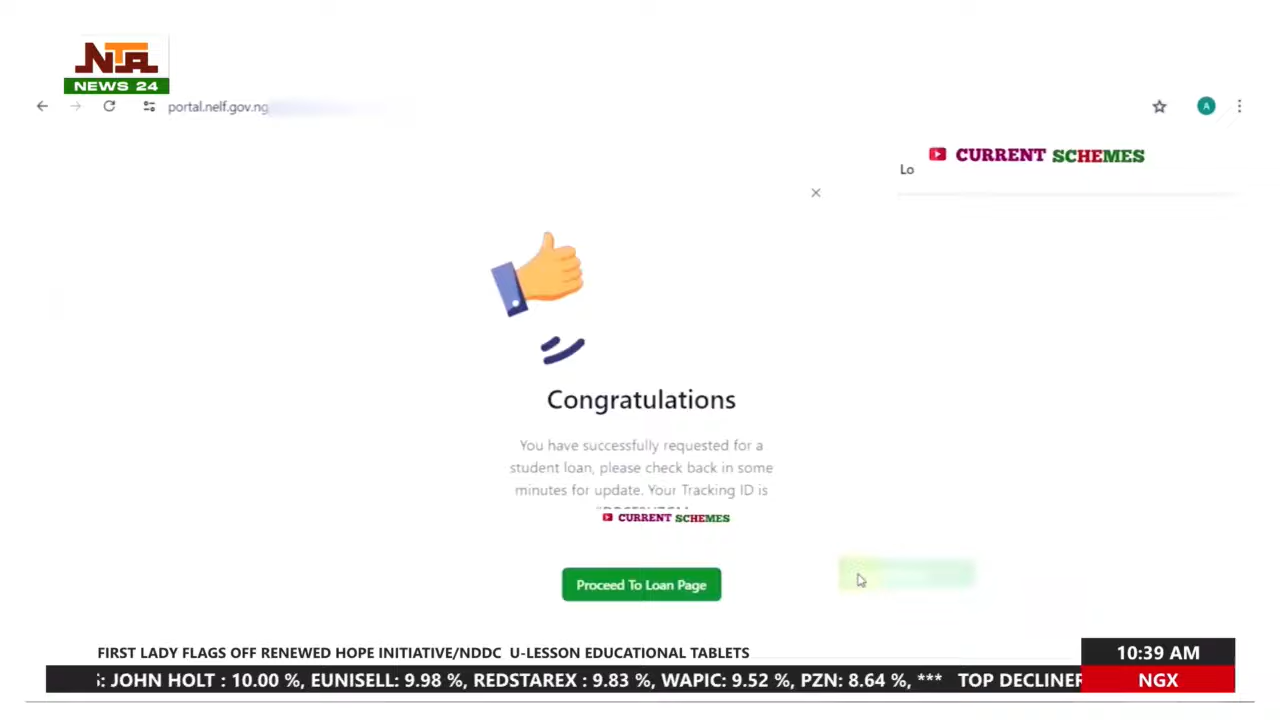 NTA
NEWS 24
portal.nelf.gov.ng
A
CURRENT SCHEMES
Lo
Congratulations
You have successfully requested for a
student loan, please check back in some
minutes for update. Your Tracking ID is
CURRENT SCHEMES
Proceed To Loan Page
FIRST LADY FLAGS OFF RENEWED HOPE INITIATIVE/NDDC U-LESSON EDUCATIONAL TABLETS
10:39 AM
: JOHN HOLT : 10.00 %, EUNISELL: 9.98 %, REDSTAREX : 9.83 %, WAPIC: 9.52 %, PZN: 8.64 %, *** TOP DECLINER
NGX